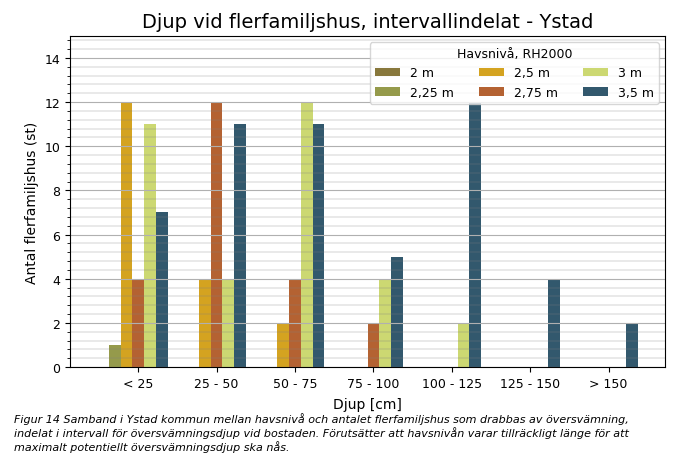 Djup vid flerfamiljshus, intervallindelat - Ystad
Havsnivå, RH2000
2 m 2,5 m 3 m
2,25 m 2,75 m 3,5 m
Antal flerfamiljshus (st)
14
12
10
8
6
4
2
0
< 25 25 - 50 50 - 75 75 - 100 100 - 125 125 - 150 > 150
Djup [cm]
Figur 14 Samband i Ystad kommun mellan havsnivå och antalet flerfamiljshus som drabbas av översvämning,
indelat i intervall för översvämningsdjup vid bostaden. Förutsätter att havsnivån varar tillräckligt länge för att
maximalt potentiellt översvämningsdjup ska nås.